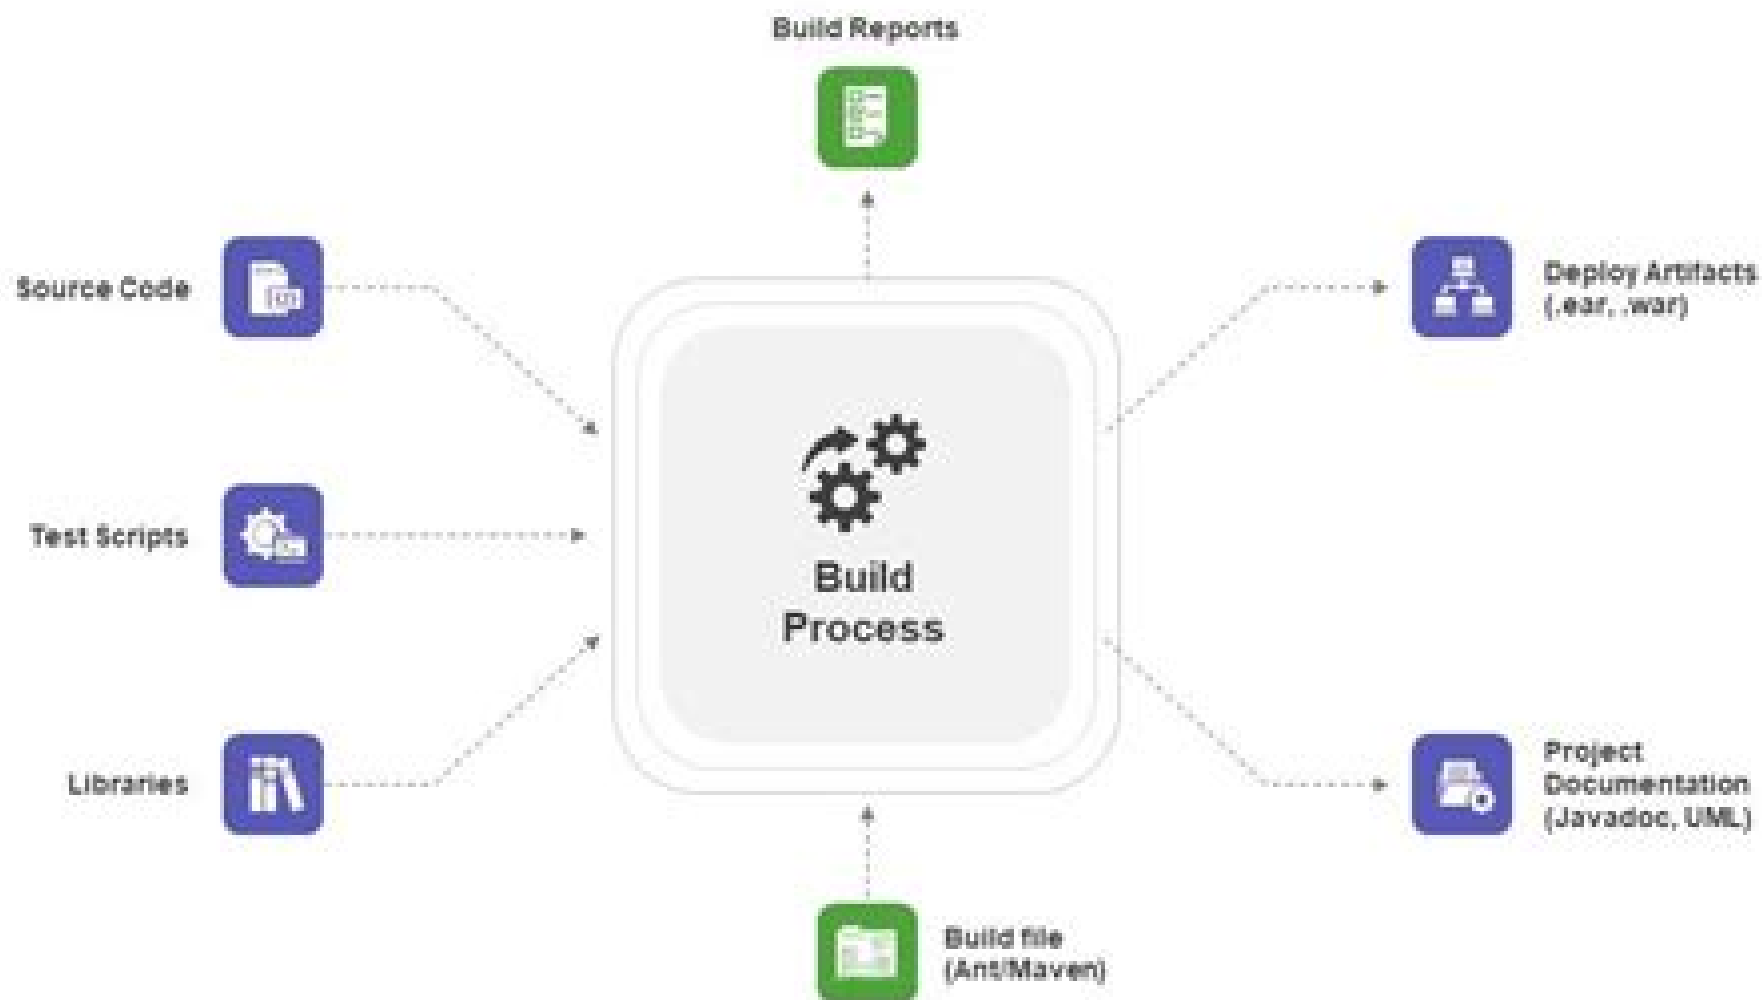 Build Reports
Source Code
Deploy Artifacts
(.ear, .war)
Test Scripts
Build
Process
Libraries
Project
Documentation
(Javadoc, UML)
Build file
(Ant/Maven)